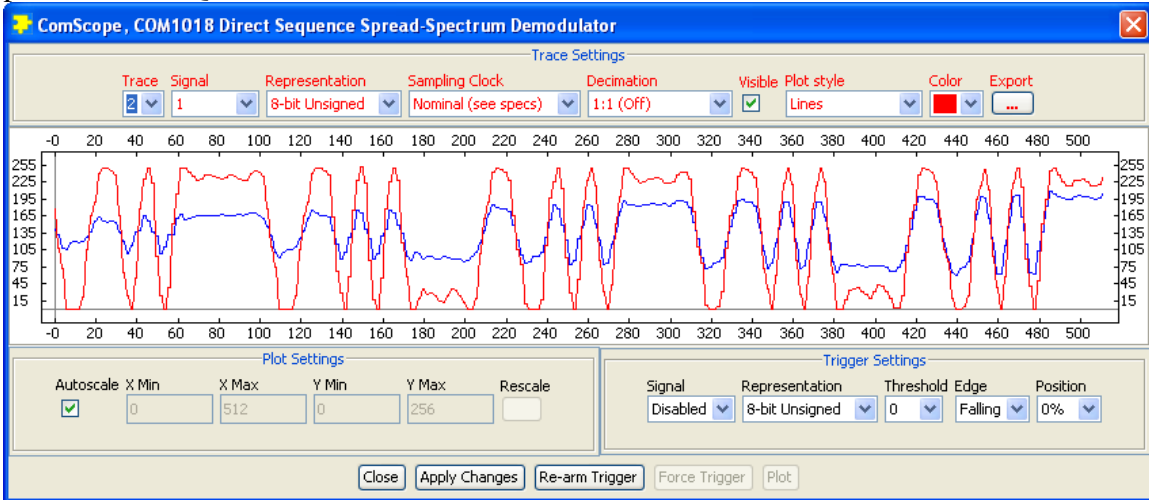 ComScope, COM1018 Direct Sequence Spread-Spectrum Demodulator
Trace Settings
Trace Signal Representation Sampling Clock Decimation Visible Plot style Color Export
2 1 8-bit Unsigned Nominal (see specs) 1:1 (Off) Lines ...
-0 20 40 60 80 100 120 140 160 180 200 220 240 260 280 300 320 340 360 380 400 420 440 460 480 500
255 255
225 225
195 195
165 165
135 135
105 105
75 75
45 45
15 15
-0 20 40 60 80 100 120 140 160 180 200 220 240 260 280 300 320 340 360 380 400 420 440 460 480 500
Plot Settings Trigger Settings
Autoscale X Min X Max Y Min Y Max Rescale Signal Representation Threshold Edge Position
0 512 0 256 Disabled 8-bit Unsigned 0 Falling 0%
Close Apply Changes Re-arm Trigger Force Trigger Plot